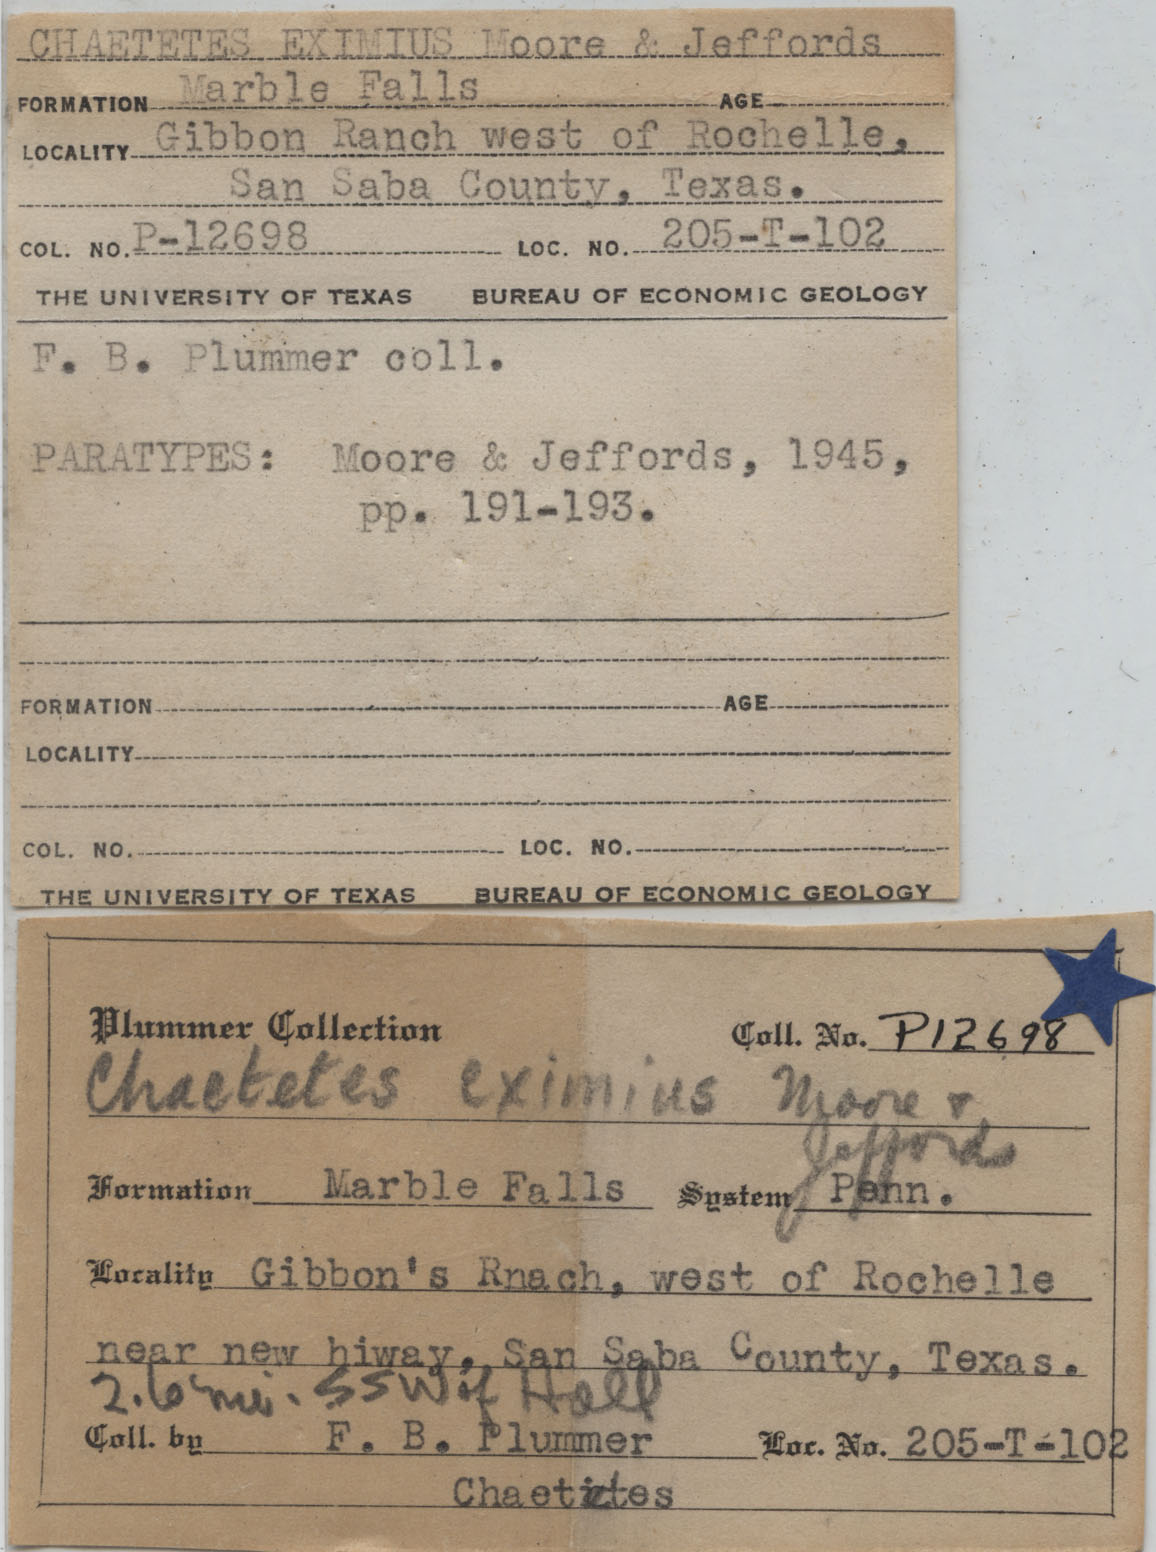 CHAETETES EXIMIUS Moore & Jeffords
FORMATION Marble Falls AGE
LOCALITY Gibbon Ranch west of Rochelle,
San Saba County, Texas.
COL. NO. P-12698 LOC. NO. 205-T-102
THE UNIVERSITY OF TEXAS BUREAU OF ECONOMIC GEOLOGY
F. B. Plummer coll.
PARATYPES: Moore & Jeffords, 1945,
pp. 191-193.
FORMATION AGE
LOCALITY
COL. NO. LOC. NO.
THE UNIVERSITY OF TEXAS BUREAU OF ECONOMIC GEOLOGY
Plummer Collection Coll. No. P12698
Chaetetes eximius Moore &
Jeffords
Formation Marble Falls System Penn.
Locality Gibbon's Rnach, west of Rochelle
near new hiway, San Saba County, Texas.
2.6 mi. SSW of Hall
Coll. by F. B. Plummer Loc. No. 205-T-102
Chaetetes